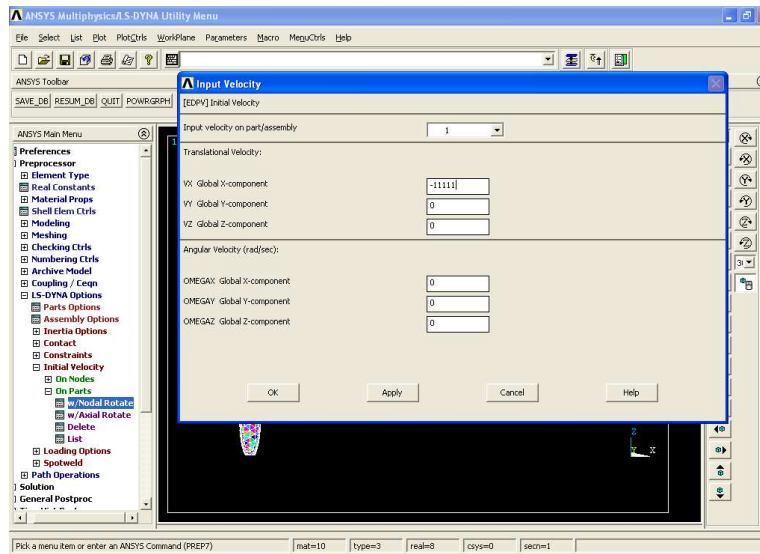 ANSYS Multiphysics/LS-DYNA Utility Menu
File Select List Plot PlotCtrls WorkPlane Parameters Macro MenuCtrls Help
ANSYS Toolbar
SAVE_DB RESUM_DB QUIT POWRGRPH
ANSYS Main Menu
Preferences
Preprocessor
Element Type
Real Constants
Material Props
Shell Elem Ctrls
Modeling
Meshing
Checking Ctrls
Numbering Ctrls
Archive Model
Coupling / Ceqn
LS-DYNA Options
Parts Options
Assembly Options
Inertia Options
Contact
Constraints
Initial Velocity
On Nodes
On Parts
w/Nodal Rotate
w/Axial Rotate
Delete
List
Loading Options
Spotweld
Path Operations
Solution
General Postproc
1
Input Velocity
[EDPV] Initial Velocity
Input velocity on part/assembly 1
Translational Velocity:
VX Global X-component -11111
VY Global Y-component 0
VZ Global Z-component 0
Angular Velocity (rad/sec):
OMEGAX Global X-component 0
OMEGAY Global Y-component 0
OMEGAZ Global Z-component 0
OK Apply Cancel Help
Z
Y X
Pick a menu item or enter an ANSYS Command (PREP7) mat=10 type=3 real=8 csys=0 secn=1